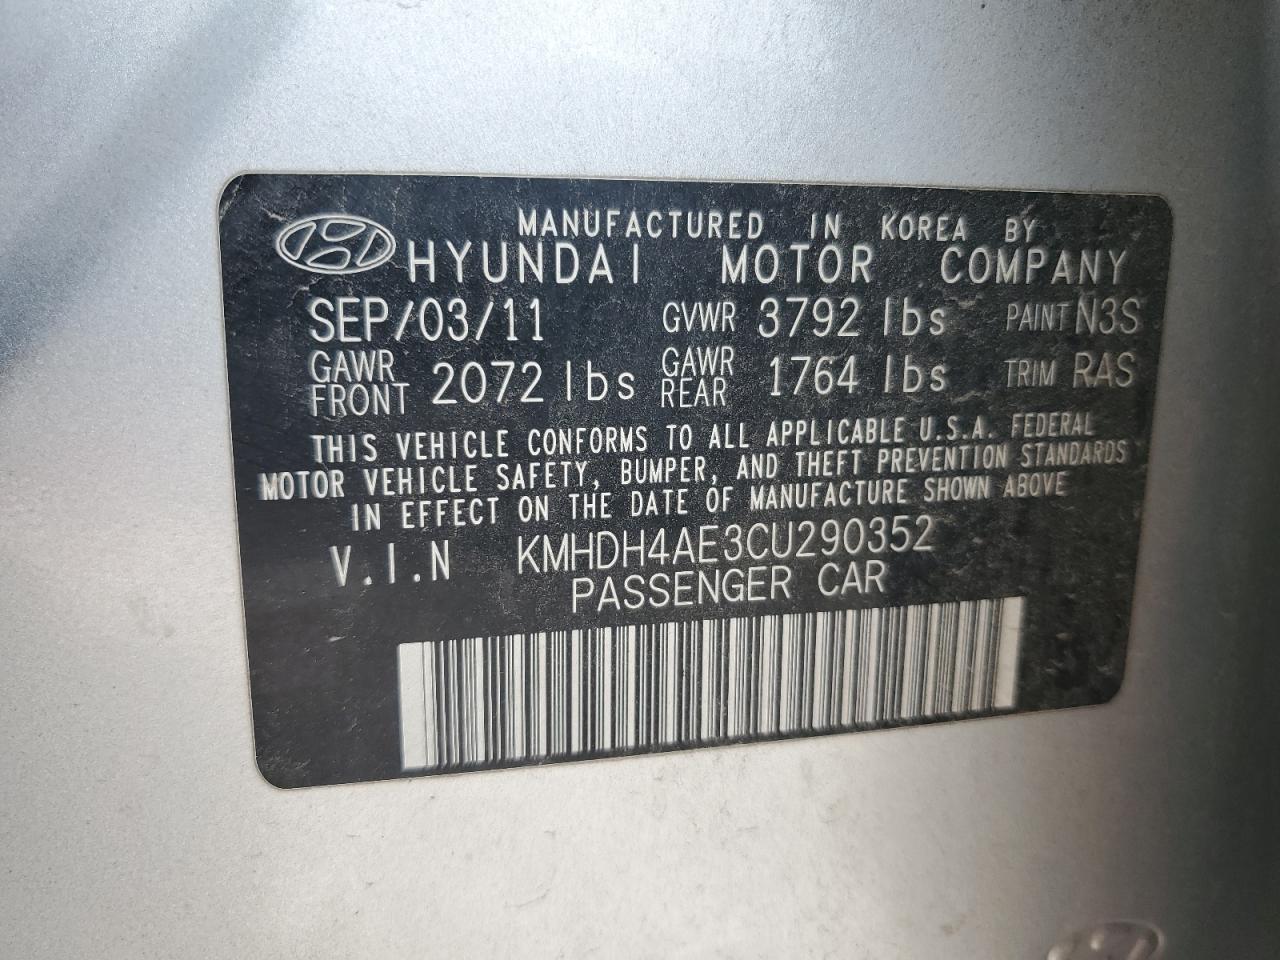 MANUFACTURED IN KOREA BY
HYUNDAI MOTOR COMPANY
SEP/03/11 GVWR 3792 lbs PAINT N3S
GAWR FRONT 2072 lbs GAWR REAR 1764 lbs TRIM RAS
THIS VEHICLE CONFORMS TO ALL APPLICABLE U.S.A. FEDERAL
MOTOR VEHICLE SAFETY, BUMPER, AND THEFT PREVENTION STANDARDS
IN EFFECT ON THE DATE OF MANUFACTURE SHOWN ABOVE
V.I.N KMHDH4AE3CU290352
PASSENGER CAR